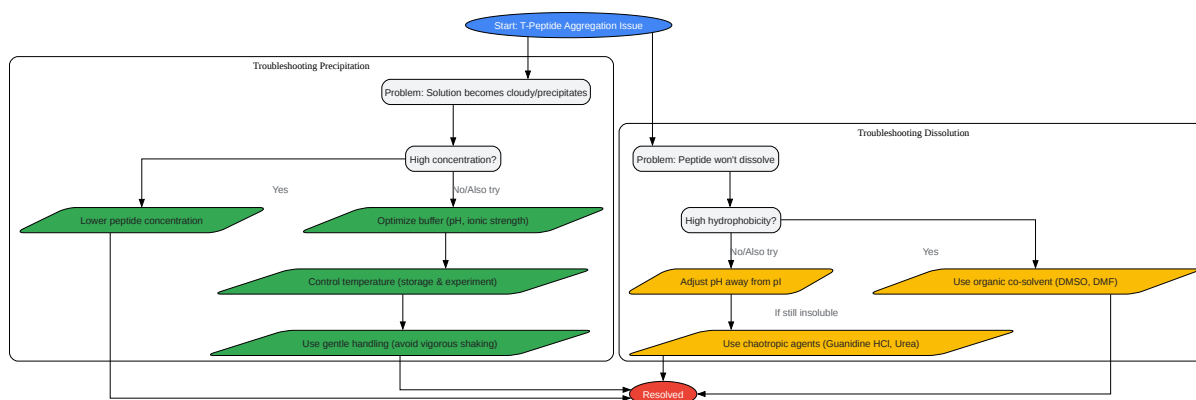 Start: T-Peptide Aggregation Issue
Troubleshooting Precipitation
Problem: Solution becomes cloudy/precipitates
High concentration?
Yes
No/Also try
Lower peptide concentration
Optimize buffer (pH, ionic strength)
Control temperature (storage & experiment)
Use gentle handling (avoid vigorous shaking)
Troubleshooting Dissolution
Problem: Peptide won't dissolve
High hydrophobicity?
No/Also try
Yes
Adjust pH away from pI
Use organic co-solvent (DMSO, DMF)
If still insoluble
Use chaotropic agents (Guanidine HCl, Urea)
Resolved